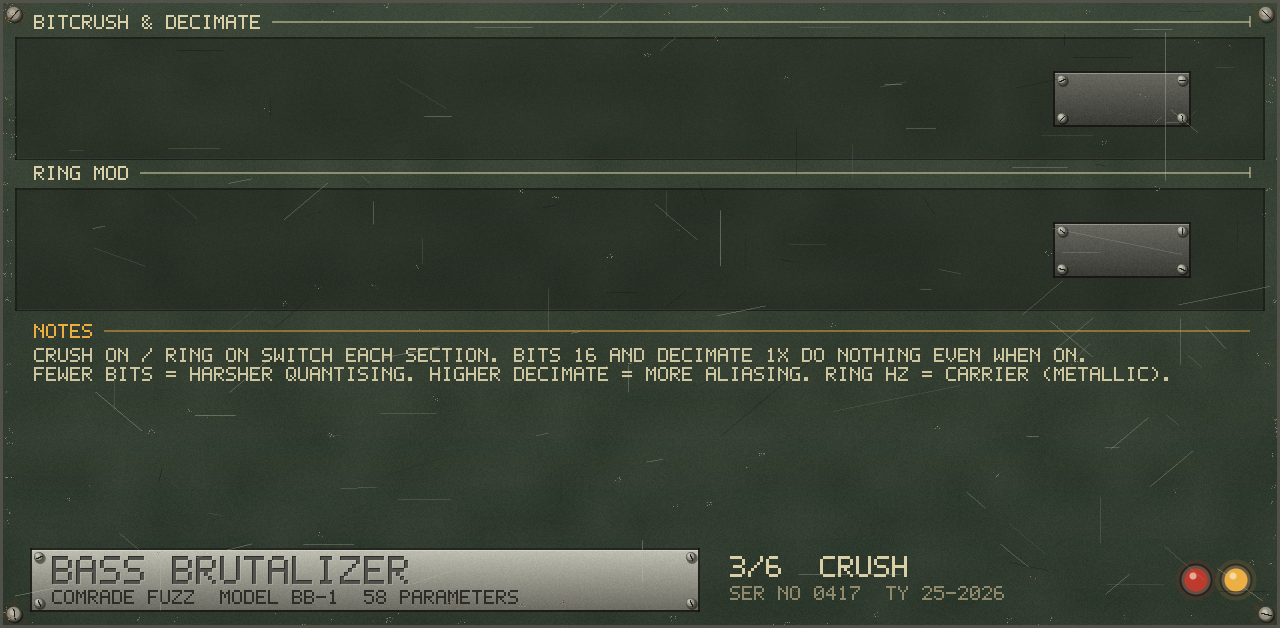 BITCRUSH & DECIMATE
RING MOD
NOTES
CRUSH ON / RING ON SWITCH EACH SECTION. BITS 16 AND DECIMATE 1X DO NOTHING EVEN WHEN ON.
FEWER BITS = HARSHER QUANTISING. HIGHER DECIMATE = MORE ALIASING. RING HZ = CARRIER (METALLIC).
BASS BRUTALIZER
COMRADE FUZZ  MODEL BB-1  58 PARAMETERS
3/6  CRUSH
SER NO 0417  TY 25-2026